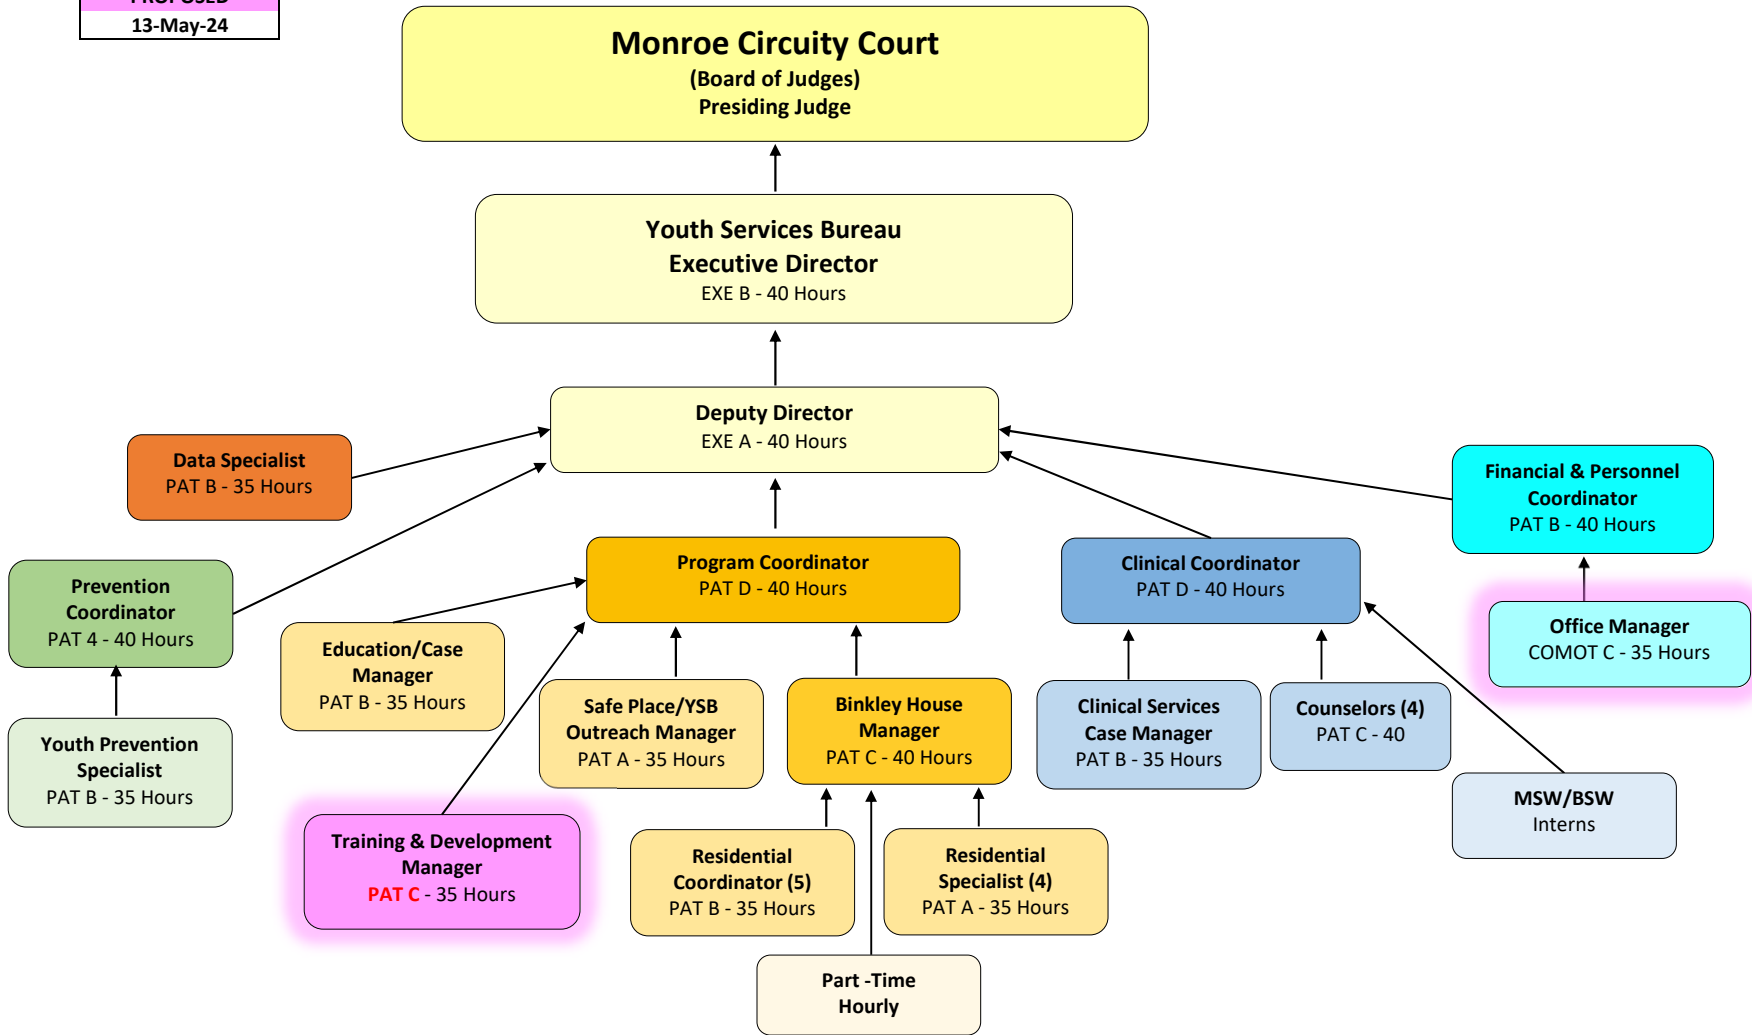 PROPOSED
13-May-24
Monroe Circuity Court
(Board of Judges)
Presiding Judge
Youth Services Bureau
Executive Director
EXE B - 40 Hours
Deputy Director
EXE A - 40 Hours
Data Specialist
PAT B - 35 Hours
Financial & Personnel
Coordinator
PAT B - 40 Hours
Prevention
Coordinator
PAT 4 - 40 Hours
Program Coordinator
PAT D - 40 Hours
Clinical Coordinator
PAT D - 40 Hours
Office Manager
COMOT C - 35 Hours
Education/Case
Manager
PAT B - 35 Hours
Safe Place/YSB
Outreach Manager
PAT A - 35 Hours
Binkley House
Manager
PAT C - 40 Hours
Clinical Services
Case Manager
PAT B - 35 Hours
Counselors (4)
PAT C - 40
Youth Prevention
Specialist
PAT B - 35 Hours
MSW/BSW
Interns
Training & Development
Manager
PAT C - 35 Hours
Residential
Coordinator (5)
PAT B - 35 Hours
Residential
Specialist (4)
PAT A - 35 Hours
Part -Time
Hourly